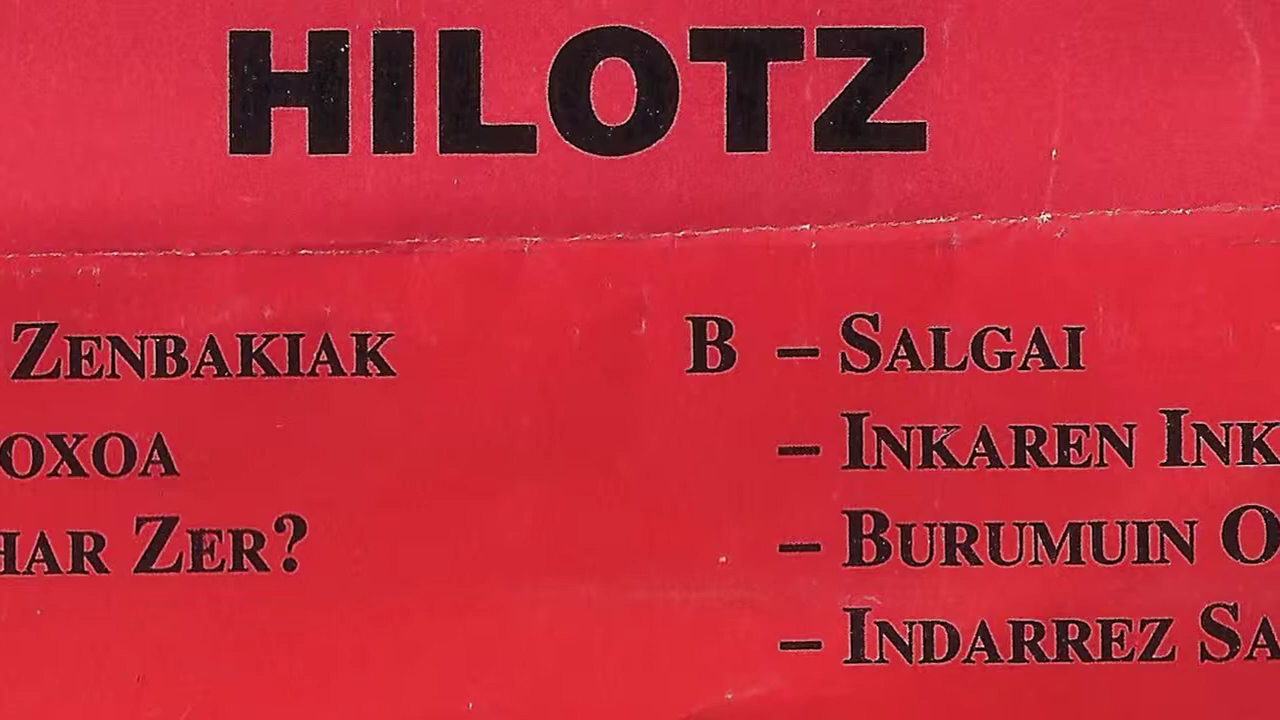 HILOTZ
ZENBAKIAK
OXOA
HAR ZER?
B – SALGAI
– INKAREN INK
– BURUMUIN O
– INDARREZ SA